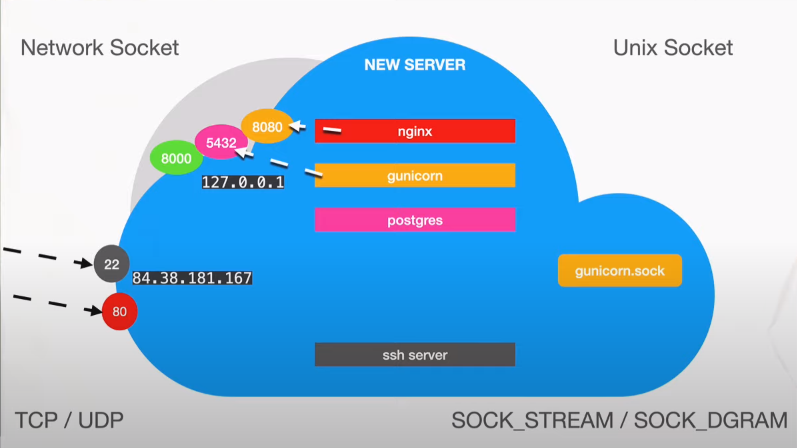 Network Socket
Unix Socket
NEW SERVER
8080
nginx
5432
8000
gunicorn
127.0.0.1
postgres
22
84.38.181.167
gunicorn.sock
80
ssh server
TCP / UDP
SOCK_STREAM / SOCK_DGRAM